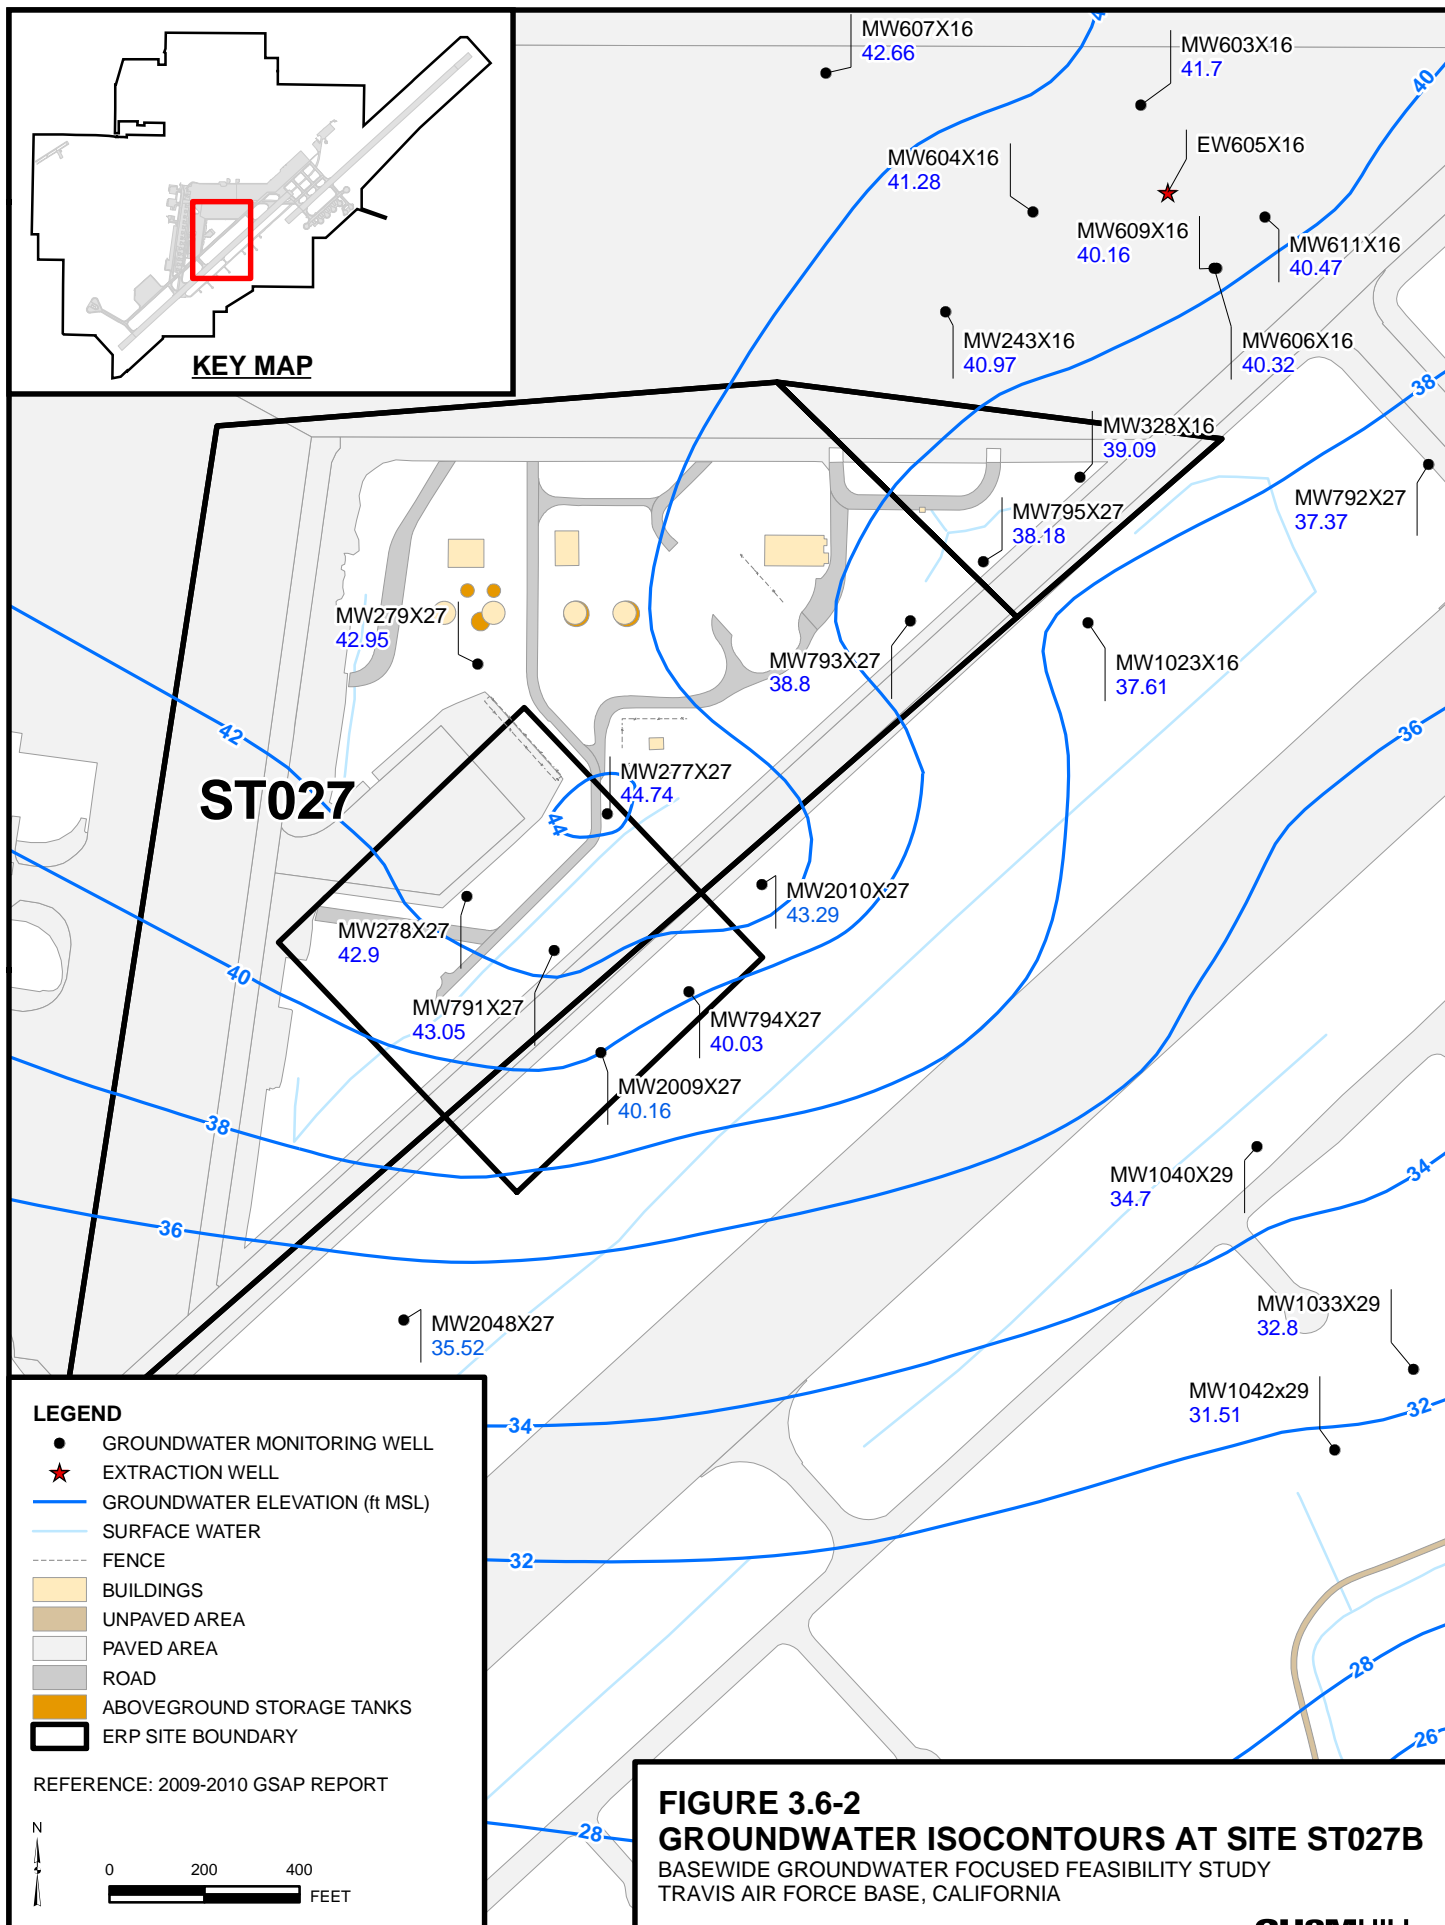 KEY MAP
MW607X16
42.66
MW603X16
41.7
40
MW604X16
41.28
EW605X16
MW609X16
40.16
MW611X16
40.47
MW243X16
40.97
MW606X16
40.32
38
MW328X16
39.09
MW792X27
37.37
MW795X27
38.18
MW279X27
42.95
MW793X27
38.8
MW1023X16
37.61
42
36
ST027
MW277X27
44.74
44
MW2010X27
43.29
MW278X27
42.9
40
MW791X27
43.05
MW794X27
40.03
MW2009X27
40.16
38
34
MW1040X29
34.7
36
MW1033X29
32.8
MW2048X27
35.52
MW1042x29
31.51
32
34
32
28
26
28
LEGEND
GROUNDWATER MONITORING WELL
EXTRACTION WELL
GROUNDWATER ELEVATION (ft MSL)
SURFACE WATER
FENCE
BUILDINGS
UNPAVED AREA
PAVED AREA
ROAD
ABOVEGROUND STORAGE TANKS
ERP SITE BOUNDARY
REFERENCE: 2009-2010 GSAP REPORT
N
0 200 400
FEET
FIGURE 3.6-2
GROUNDWATER ISOCONTOURS AT SITE ST027B
BASEWIDE GROUNDWATER FOCUSED FEASIBILITY STUDY
TRAVIS AIR FORCE BASE, CALIFORNIA